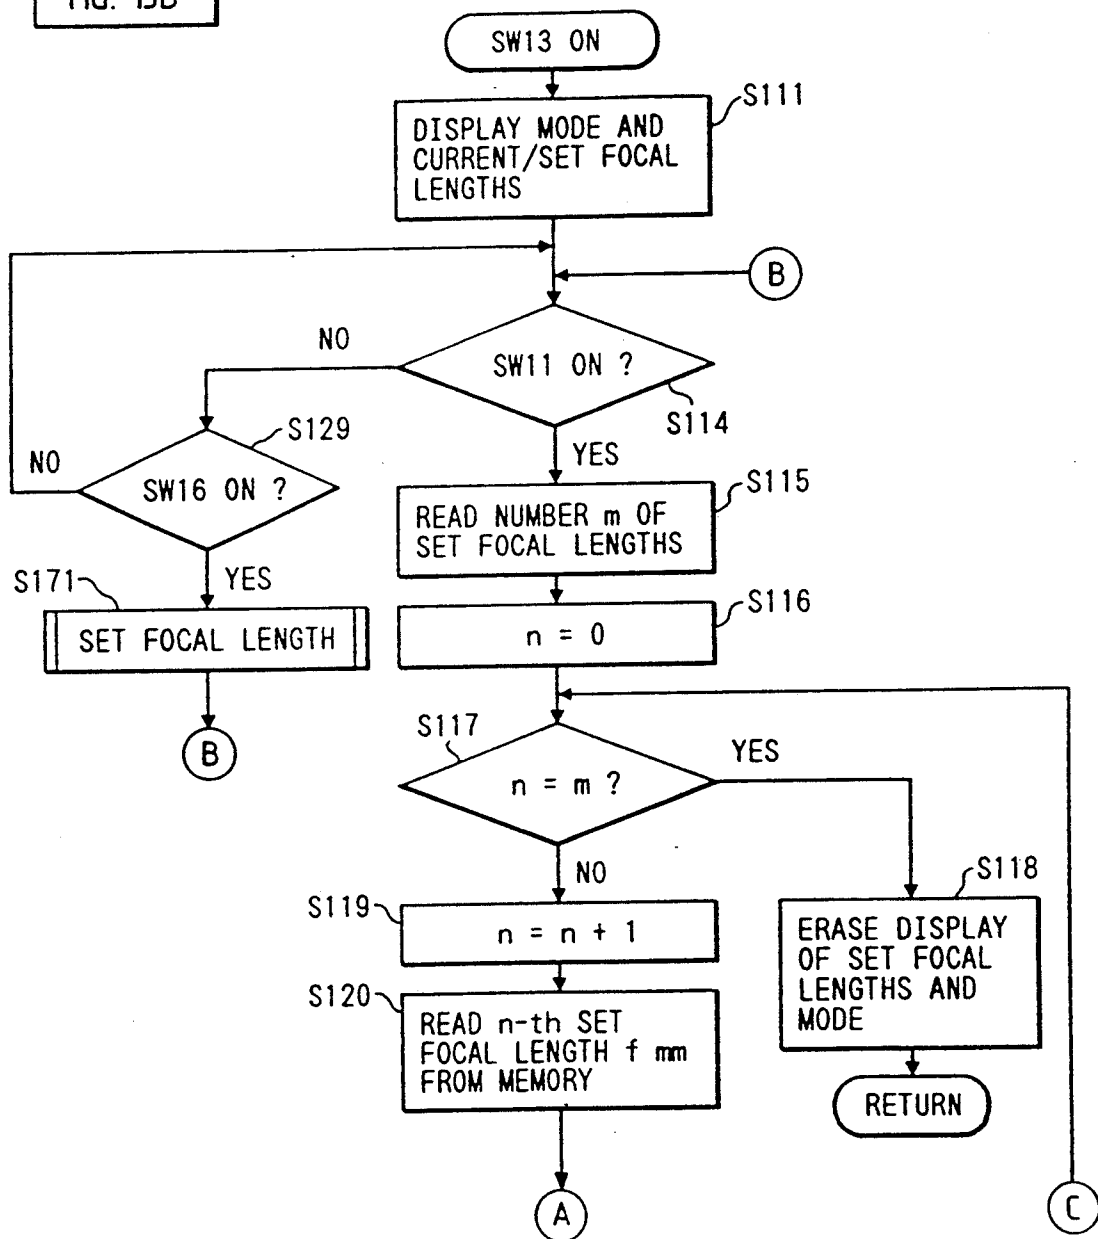 SW13 ON
S111
DISPLAY MODE AND
CURRENT/SET FOCAL
LENGTHS
B
NO
SW11 ON ?
S114
S129
NO
YES
SW16 ON ?
S115
READ NUMBER m OF
SET FOCAL LENGTHS
S171
YES
SET FOCAL LENGTH
S116
n = 0
B
S117
YES
n = m ?
NO
S118
S119
n = n + 1
ERASE DISPLAY
OF SET FOCAL
LENGTHS AND
MODE
S120
READ n-th SET
FOCAL LENGTH f mm
FROM MEMORY
RETURN
A
C